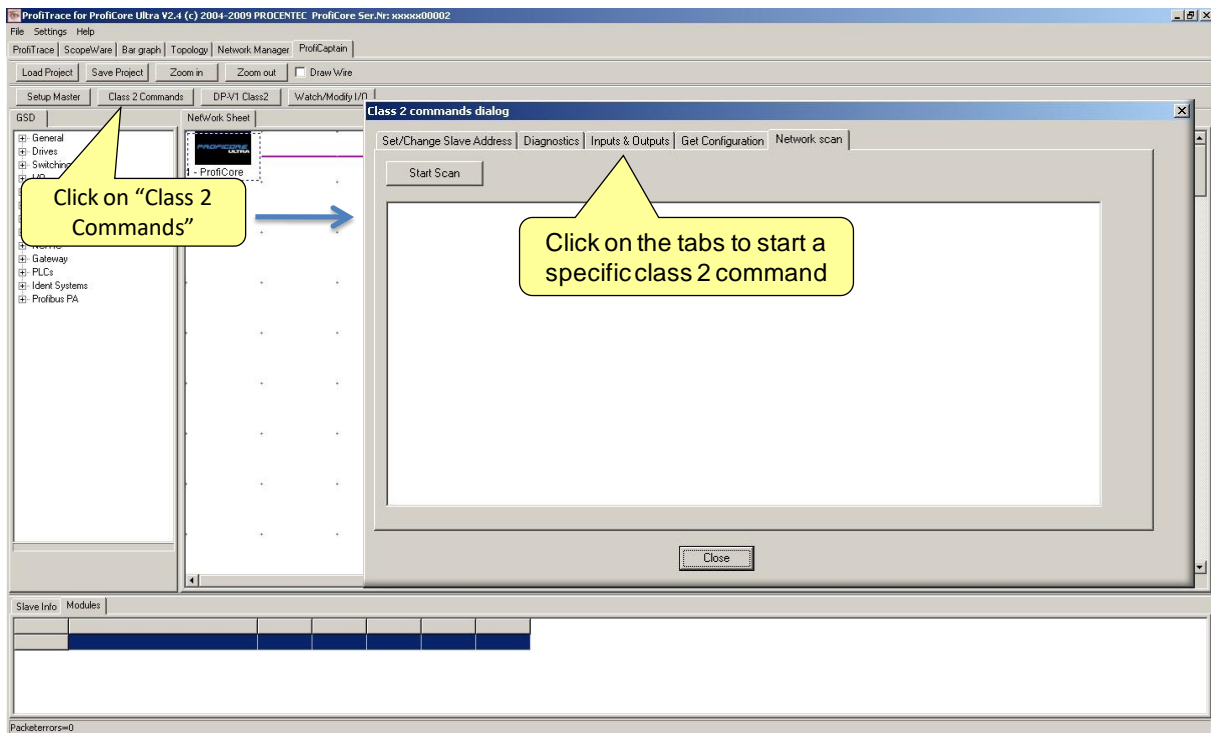 ProfiTrace for ProfiCore Ultra V2.4 (c) 2004-2009 PROCENTEC ProfiCore Ser.Nr: xxxxx00002
File Settings Help
ProfiTrace ScopeWare Bar graph Topology Network Manager ProfiCaptain
Load Project Save Project Zoom in Zoom out Draw Wire
Setup Master Class 2 Commands DP-V1 Class2 Watch/Modify I/O
GSD NetWork Sheet
General
Drives
Switching
I/O
Gateway
PLCs
Ident Systems
Profibus PA
PROFICORE
ULTRA
1 - ProfiCore
Click on “Class 2
Commands”
Class 2 commands dialog
Set/Change Slave Address Diagnostics Inputs & Outputs Get Configuration Network scan
Start Scan
Click on the tabs to start a
specific class 2 command
Close
Slave Info Modules
Packeterrors=0